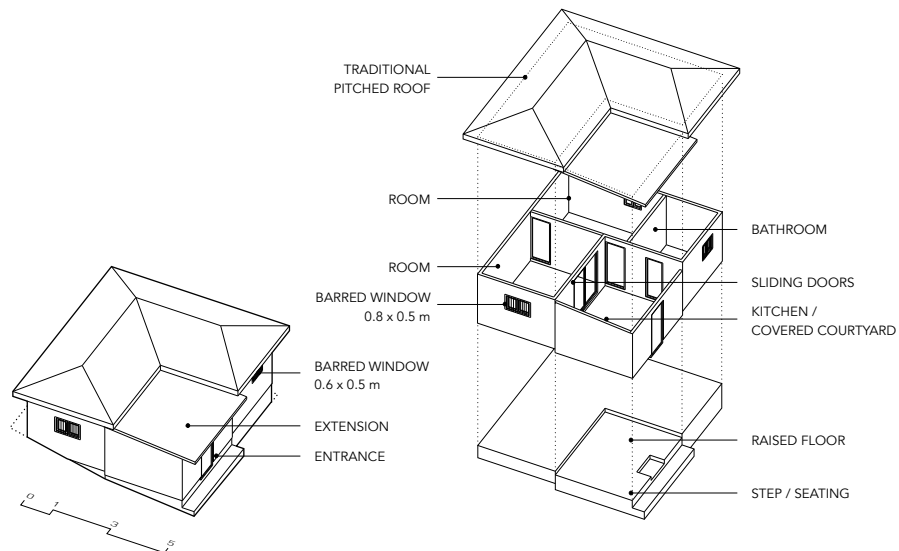 TRADITIONAL
PITCHED ROOF
ROOM
ROOM
BARRED WINDOW
0.8 x 0.5 m
BATHROOM
SLIDING DOORS
KITCHEN /
COVERED COURTYARD
RAISED FLOOR
STEP / SEATING
BARRED WINDOW
0.6 x 0.5 m
EXTENSION
ENTRANCE
0
1
3
5